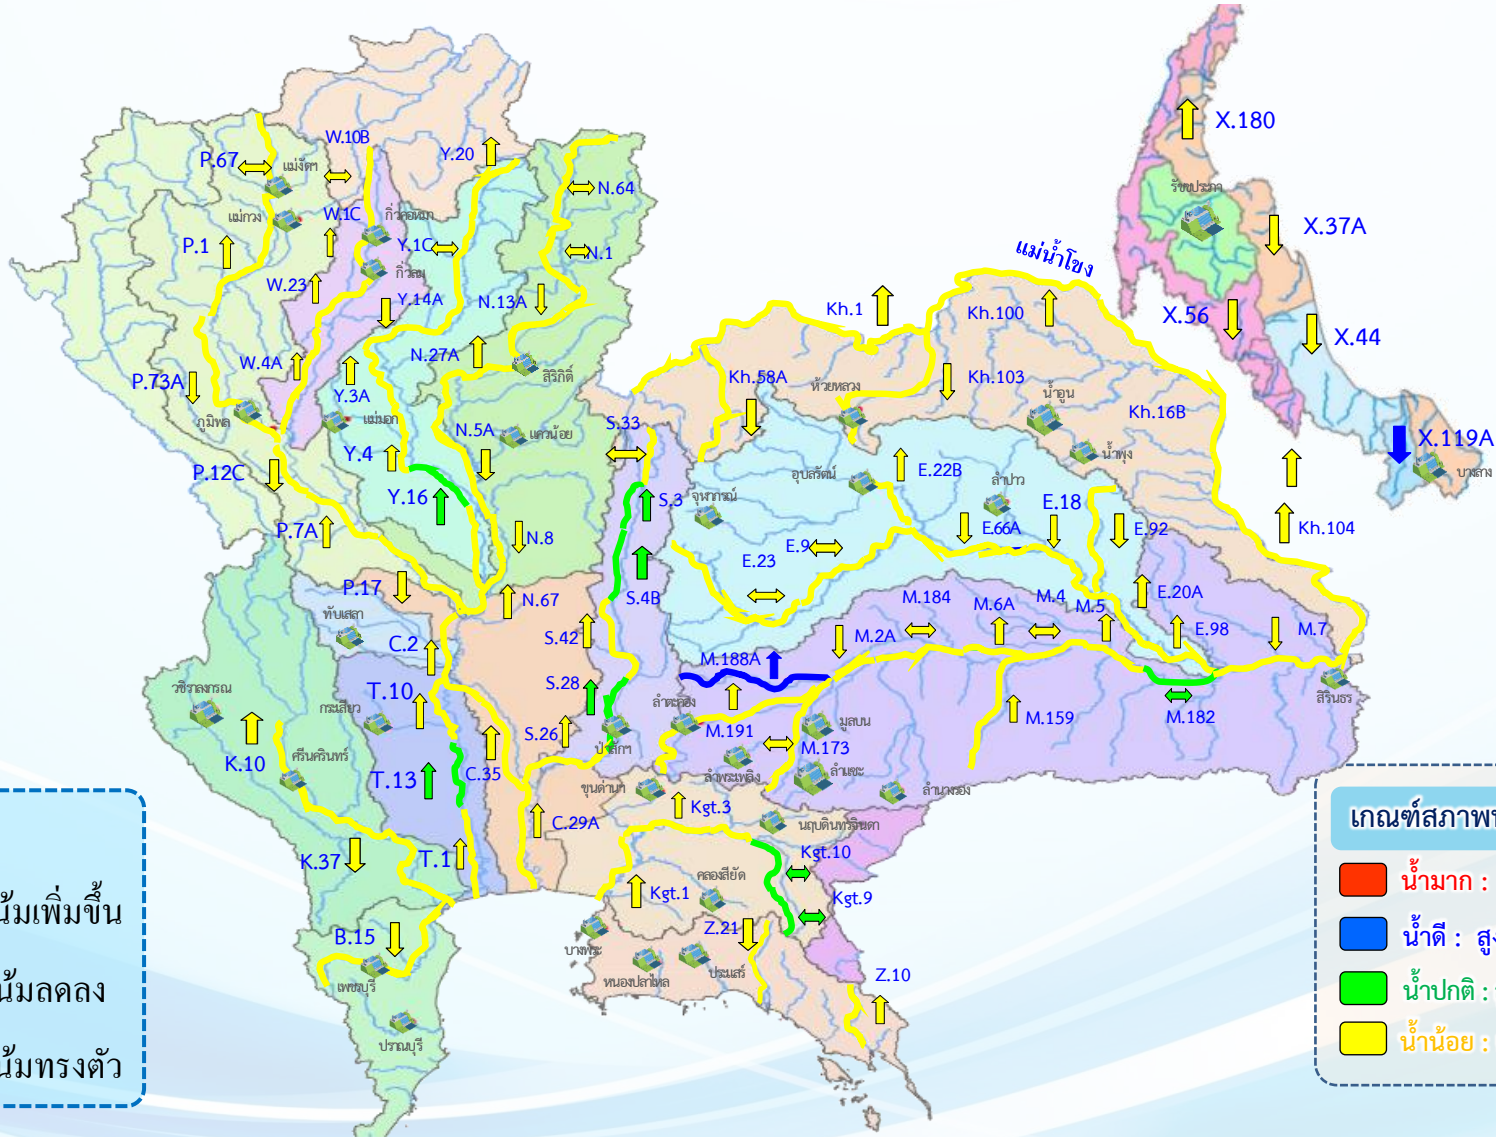 X.180
W.10B
Y.20
P.67
แม่งัดฯ
N.64
รัชชประภา
แม่กวง
W.1C
กิ่วคอหมา
X.37A
P.1
Y.1C
N.1
แม่น้ำโขง
กิ่วลม
W.23
Y.14A
N.13A
Kh.1
Kh.100
X.56
X.44
N.27A
W.4A
สิริกิติ์
P.73A
Y.3A
Kh.58A
ห้วยหลวง
Kh.103
น้ำอูน
ภูมิพล
แม่มอก
N.5A
แควน้อย
S.33
Kh.16B
X.119A
Y.4
P.12C
อุบลรัตน์
E.22B
น้ำพุง
บางลาง
Y.16
จุฬาภรณ์
ลำปาว
S.3
E.18
P.7A
N.8
E.9
E.66A
E.92
Kh.104
E.23
P.17
N.67
S.4B
M.184
M.6A
M.4
M.5
E.20A
ทับเสลา
C.2
S.42
M.2A
E.98
M.7
M.188A
วชิราลงกรณ
T.10
S.28
กระเสียว
ลำตะคอง
มูลบน
M.159
M.182
สิรินธร
S.26
ป่าสักฯ
M.191
M.173
K.10
ศรีนครินทร์
T.13
C.35
ขุนด่านฯ
ลำพระเพลิง
ลำแชะ
ลำนางรอง
Kgt.3
C.29A
นฤบดินทรจินดา
เกณฑ์สภาพ
K.37
T.1
Kgt.10
คลองสียัด
น้ำมาก :
น้มเพิ่มขึ้น
Kgt.1
Kgt.9
B.15
Z.21
น้ำดี : สูง
บางพระ
Z.10
น้มลดลง
เพชรบุรี
หนองปลาไหล
ประแสร์
น้ำปกติ :
ปราณบุรี
น้ำน้อย :
น้มทรงตัว